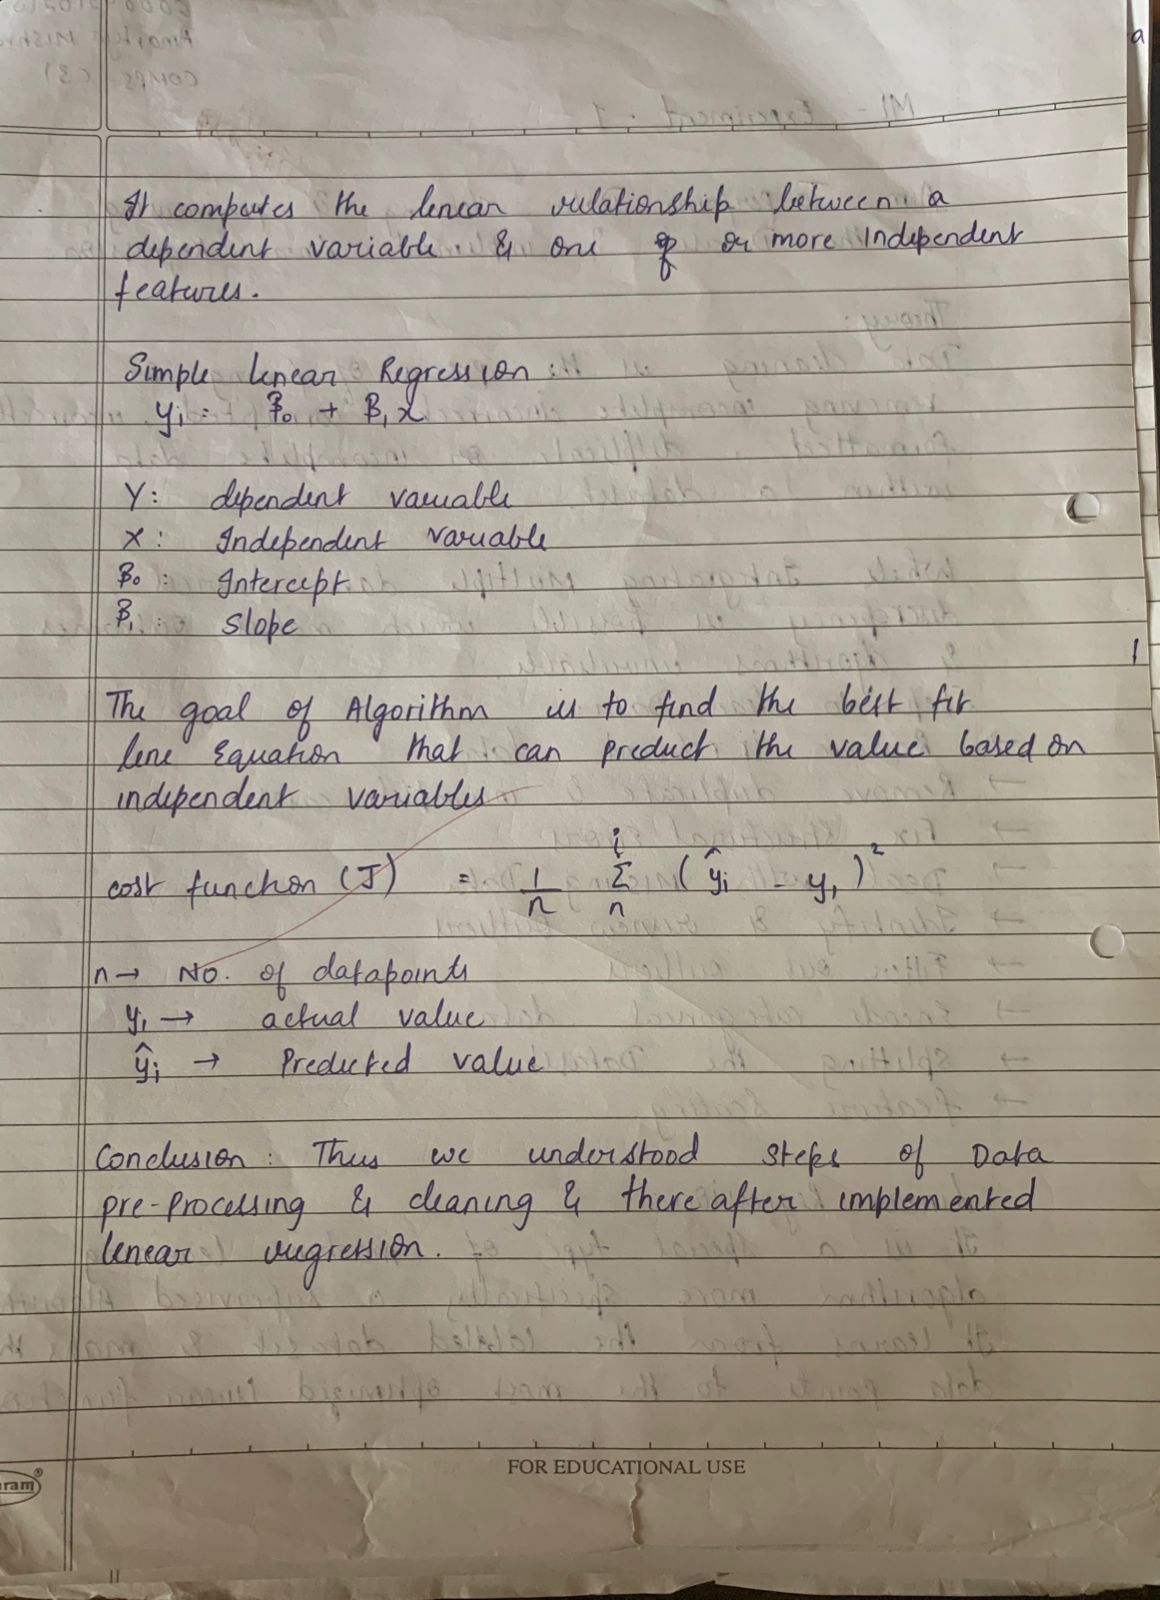 It computes the linear relationship between a
dependent variable & one or more independent
features.
Simple linear Regression:
yi = β0 + β1x
Y: dependent variable
X: Independent variable
β0: Intercept
β1: Slope
The goal of Algorithm is to find the best fit
line Equation that can predict the value based on
independent variables
cost function (J) = 1/n Σ (ŷi - yi)²
i
n
n → No. of datapoints
yi → actual value
ŷi → Predicted value
Conclusion: Thus we understood steps of Data
pre-processing & cleaning & there after implemented
linear regression.
FOR EDUCATIONAL USE